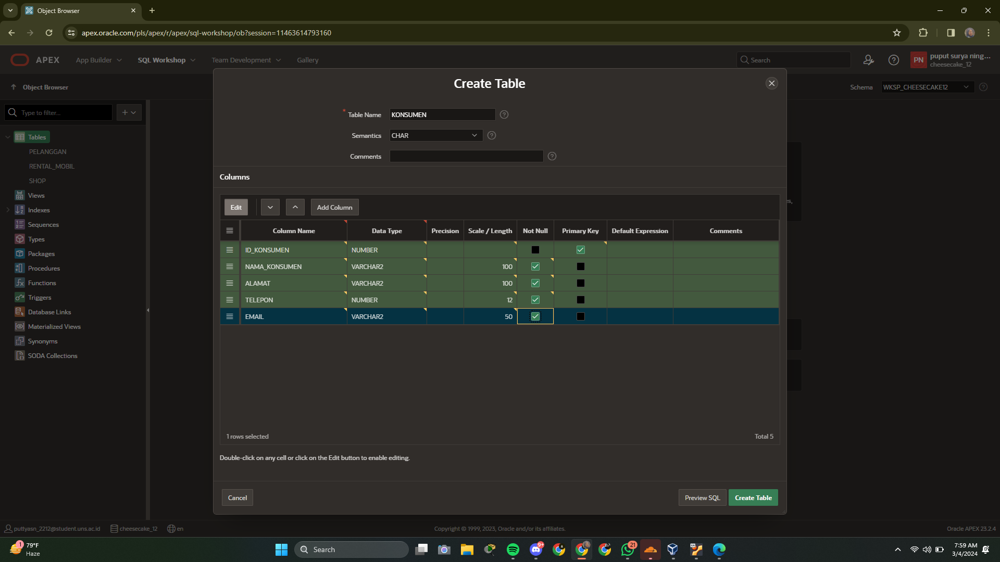 Object Browser
apex.oracle.com/pls/apex/r/apex/sql-workshop/ob?session=11463614793160
APEX
App Builder
SQL Workshop
Team Development
Gallery
Search
PN
puput surya ning...
cheesecake_12
Object Browser
Schema
WKSP_CHEESECAKE12
Type to filter...
Tables
PELANGGAN
RENTAL_MOBIL
SHOP
Views
Indexes
Sequences
Types
Packages
Procedures
Functions
Triggers
Database Links
Materialized Views
Synonyms
SODA Collections
Create Table
* Table Name KONSUMEN
Semantics CHAR
Comments
Columns
Edit
Add Column
Column Name Data Type Precision Scale / Length Not Null Primary Key Default Expression Comments
ID_KONSUMEN NUMBER
NAMA_KONSUMEN VARCHAR2 100
ALAMAT VARCHAR2 100
TELEPON NUMBER 12
EMAIL VARCHAR2 50
1 rows selected
Total 5
Double-click on any cell or click on the Edit button to enable editing.
Cancel
Preview SQL
Create Table
puttyasn_2212@student.uns.ac.id
cheesecake_12
en
Copyright © 1999, 2023, Oracle and/or its affiliates.
Oracle APEX 23.2.4
1
79°F
Haze
Search
9+
21
7:59 AM
3/4/2024